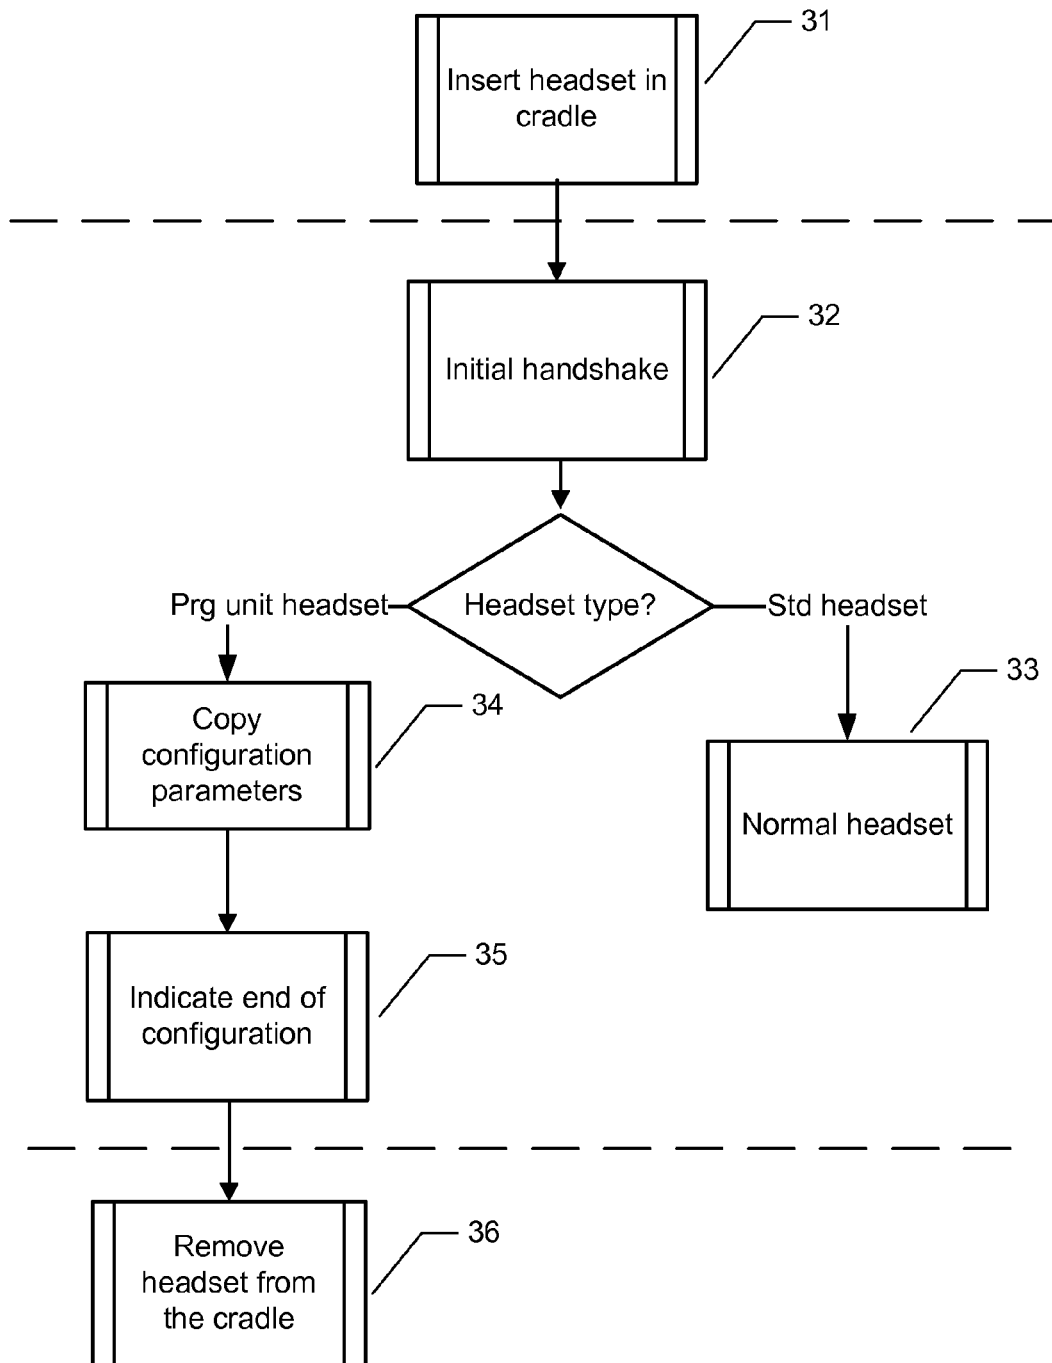 31
Insert headset in
cradle
32
Initial handshake
Prg unit headset
Headset type?
Std headset
33
34
Copy
configuration
parameters
Normal headset
35
Indicate end of
configuration
36
Remove
headset from
the cradle